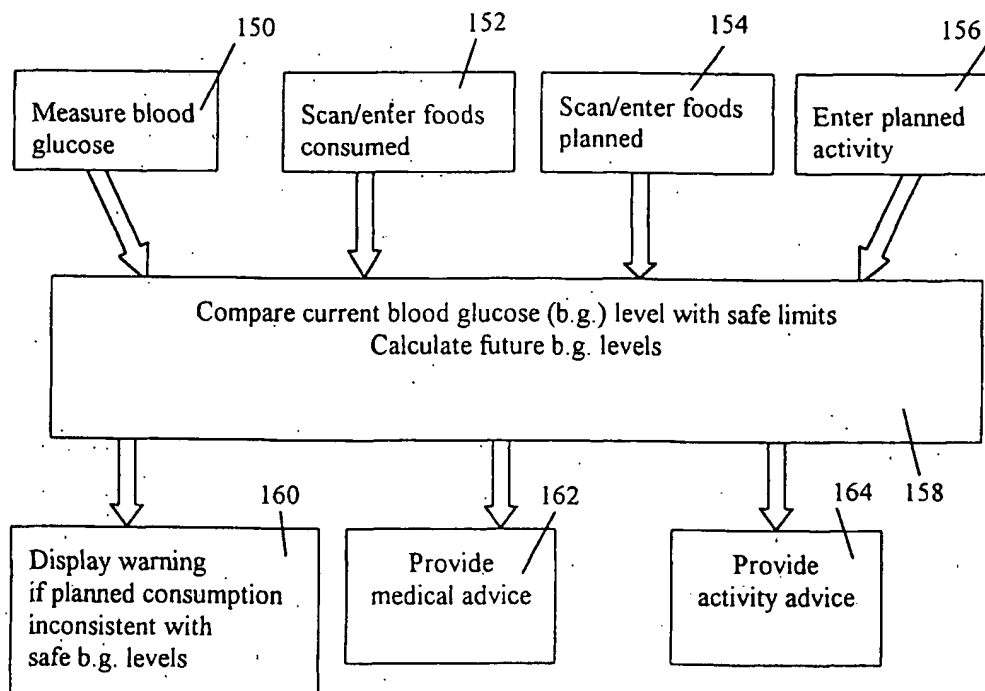 150
152
154
156
Measure blood
glucose
Scan/enter foods
consumed
Scan/enter foods
planned
Enter planned
activity
Compare current blood glucose (b.g.) level with safe limits
Calculate future b.g. levels
158
160
162
164
Display warning
if planned consumption
inconsistent with
safe b.g. levels
Provide
medical advice
Provide
activity advice